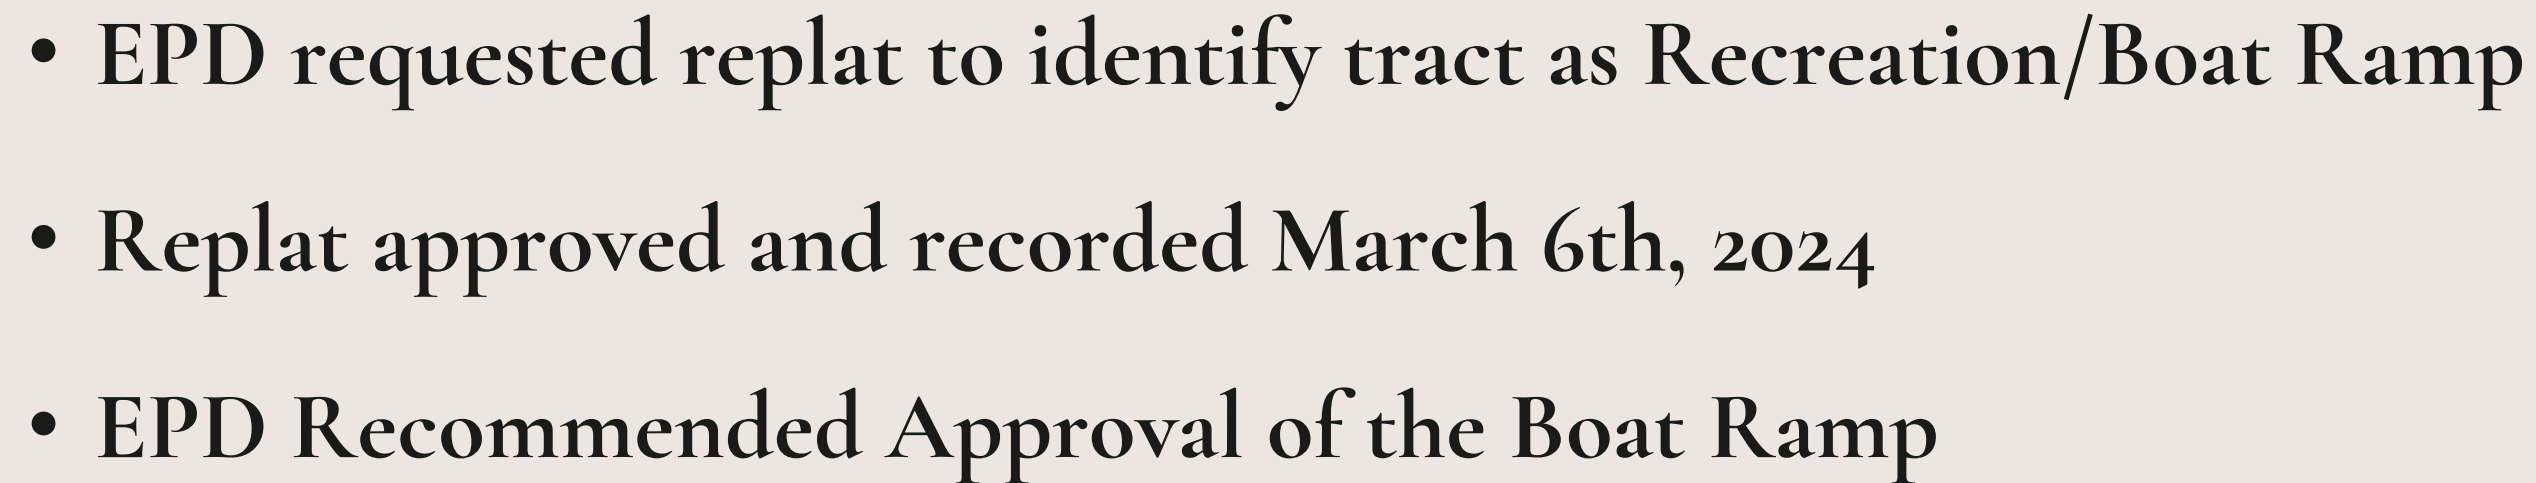 • EPD requested replat to identify tract as Recreation/Boat Ramp
• Replat approved and recorded March 6th, 2024
• EPD Recommended Approval of the Boat Ramp